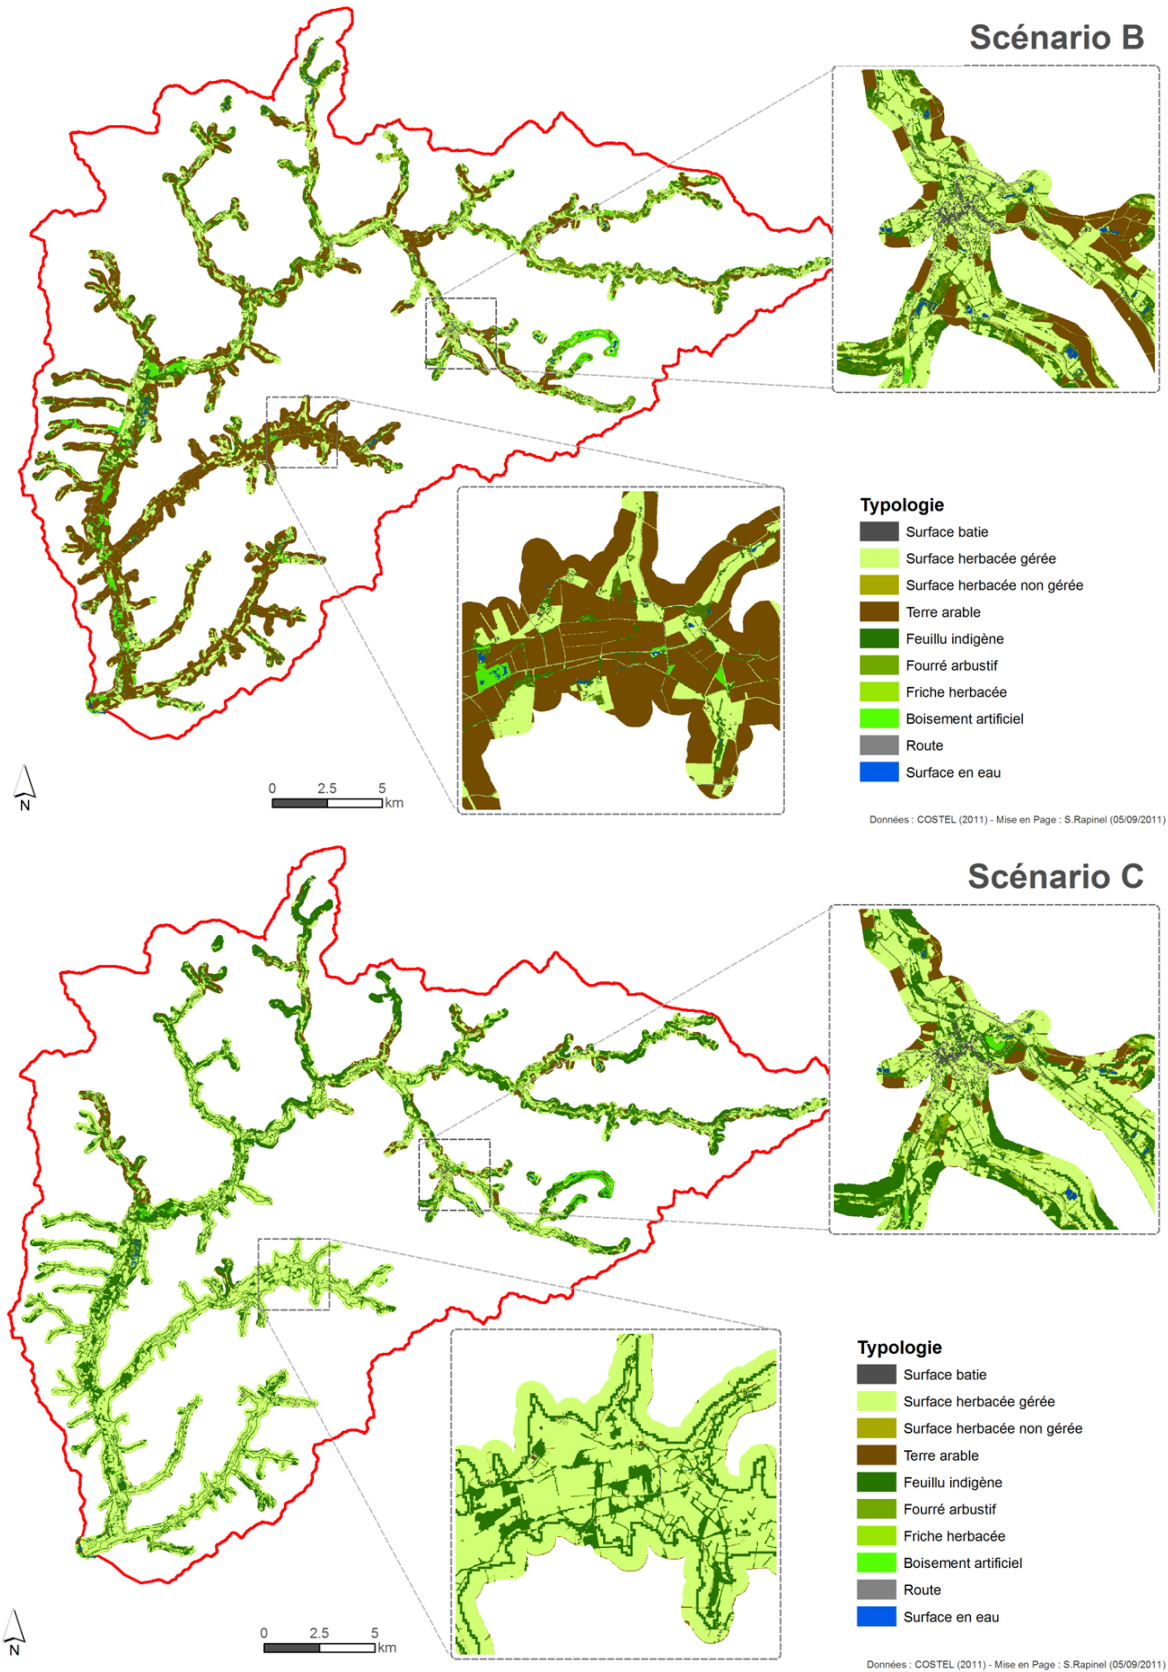 Scénario B
Typologie
Surface batie
Surface herbacée gérée
Surface herbacée non gérée
Terre arable
Feuillu indigène
Fourré arbustif
Friche herbacée
Boisement artificiel
Route
Surface en eau
N
0 2.5 5
km
Données : COSTEL (2011) - Mise en Page : S.Rapinel (05/09/2011)
Scénario C
Typologie
Surface batie
Surface herbacée gérée
Surface herbacée non gérée
Terre arable
Feuillu indigène
Fourré arbustif
Friche herbacée
Boisement artificiel
Route
Surface en eau
N
0 2.5 5
km
Données : COSTEL (2011) - Mise en Page : S.Rapinel (05/09/2011)